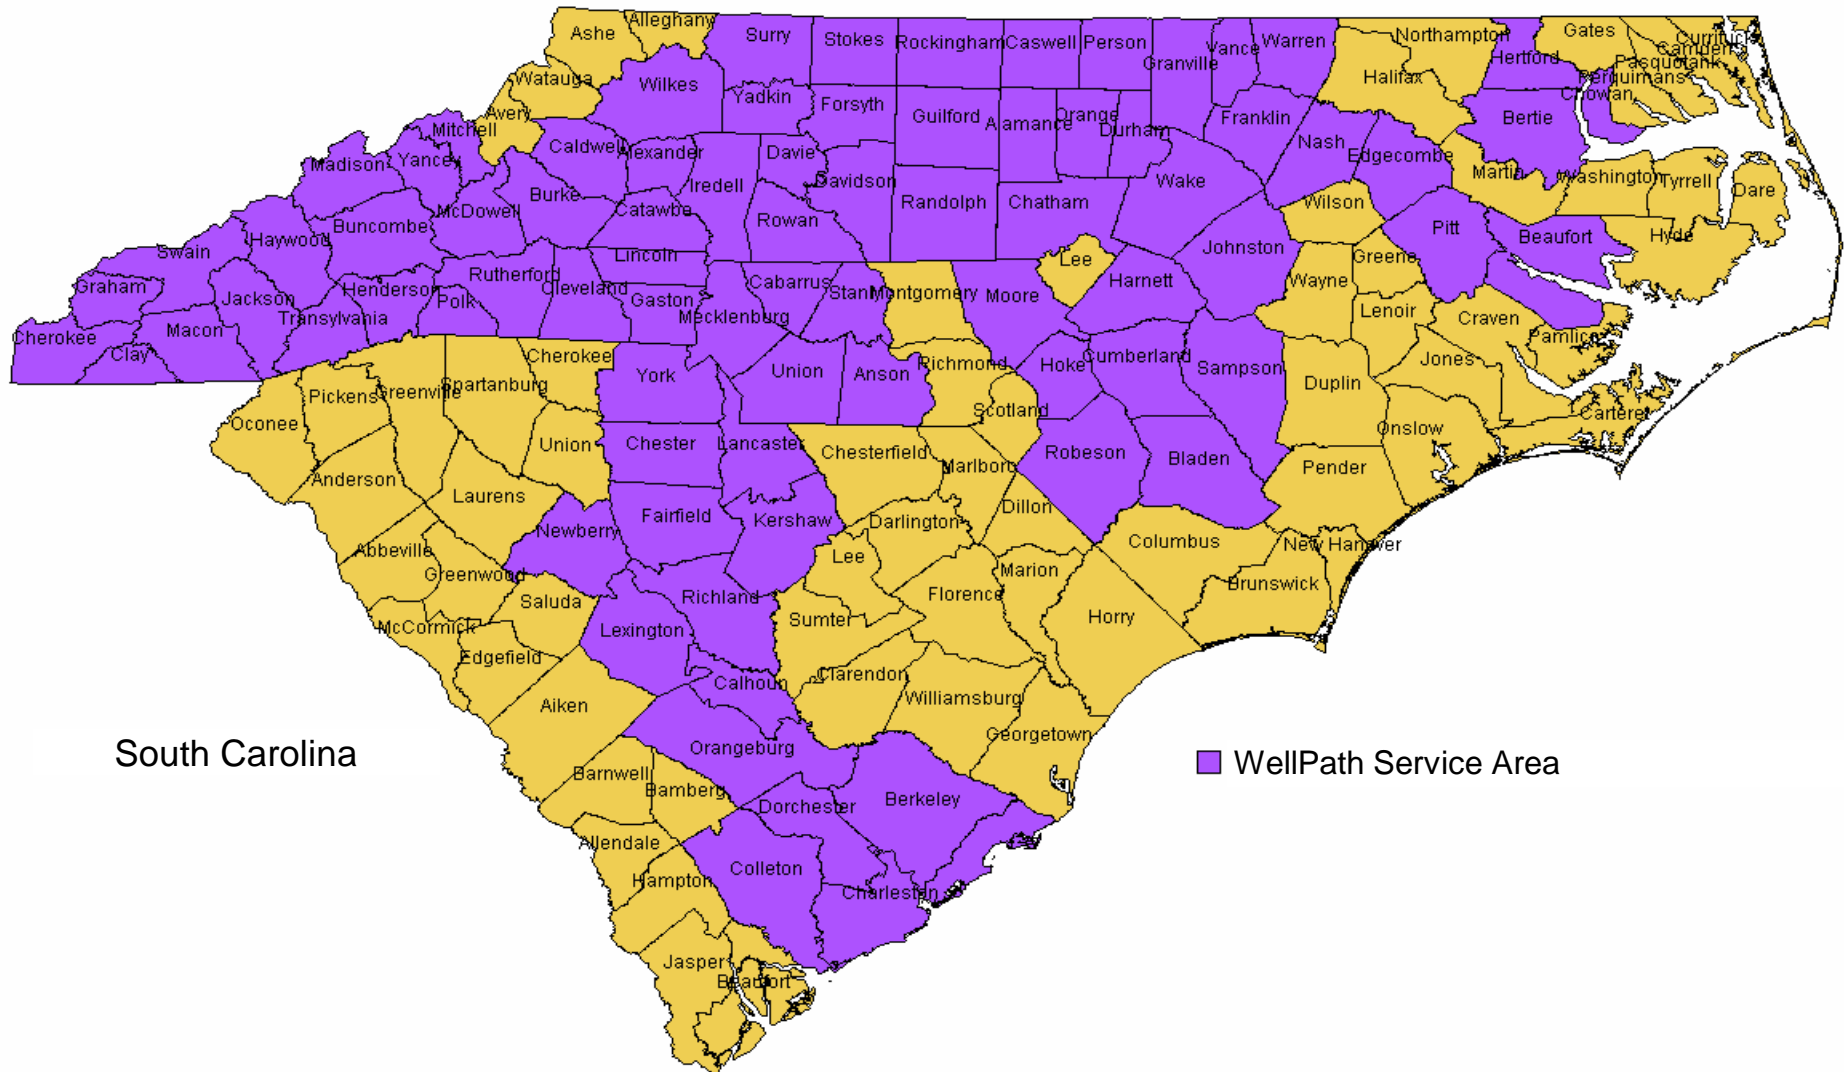 Ashe
Alleghany
Surry
Stokes
Rockingham
Caswell
Person
Granville
Vance
Warren
Northampton
Hertford
Gates
Currituck
Camden
Pasquotank
Perquimans
Chowan
Watauga
Wilkes
Yadkin
Forsyth
Guilford
Alamance
Orange
Durham
Franklin
Halifax
Bertie
Avery
Mitchell
Yancey
Madison
Caldwell
Alexander
Davie
Iredell
Davidson
Randolph
Chatham
Wake
Nash
Edgecombe
Martin
Washington
Tyrrell
Dare
Burke
McDowell
Buncombe
Haywood
Swain
Catawba
Rowan
Johnston
Wilson
Pitt
Beaufort
Hyde
Graham
Jackson
Henderson
Rutherford
Polk
Cleveland
Lincoln
Gaston
Mecklenburg
Cabarrus
Stanly
Montgomery
Moore
Lee
Harnett
Wayne
Greene
Lenoir
Craven
Pamlico
Cherokee
Macon
Clay
Transylvania
Union
Anson
Richmond
Scotland
Hoke
Cumberland
Sampson
Duplin
Jones
Onslow
Carteret
Robeson
Bladen
Pender
Columbus
New Hanover
Brunswick
Oconee
Pickens
Greenville
Spartanburg
Cherokee
York
Union
Chester
Lancaster
Chesterfield
Marlboro
Dillon
Anderson
Laurens
Newberry
Fairfield
Kershaw
Darlington
Lee
Abbeville
Greenwood
Saluda
Richland
Lexington
Sumter
Florence
Marion
Horry
McCormick
Edgefield
Aiken
Calhoun
Clarendon
Williamsburg
Georgetown
Orangeburg
Barnwell
Bamberg
Dorchester
Berkeley
Allendale
Hampton
Colleton
Charleston
Jasper
Beaufort
South Carolina
WellPath Service Area